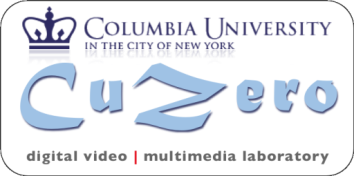 COLUMBIA UNIVERSITY
IN THE CITY OF NEW YORK
CuZero
digital video | multimedia laboratory